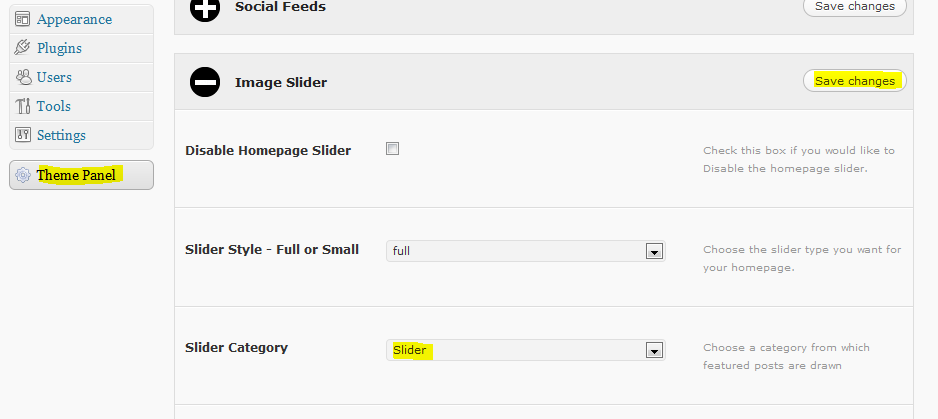 Appearance
Plugins
Users
Tools
Settings
Theme Panel
Social Feeds
Save changes
Image Slider
Save changes
Disable Homepage Slider
Check this box if you would like to
Disable the homepage slider.
Slider Style - Full or Small
full
Choose the slider type you want for
your homepage.
Slider Category
Slider
Choose a category from which
featured posts are drawn